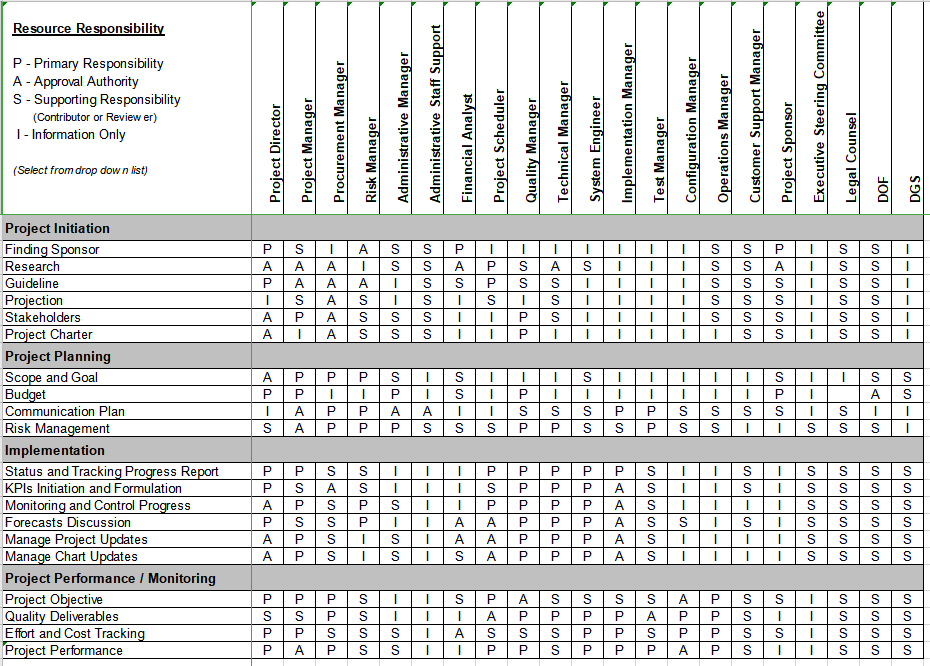 Resource Responsibility
P - Primary Responsibility
A - Approval Authority
S - Supporting Responsibility
(Contributor or Reviewer)
I - Information Only
(Select from drop down list)
Project Director
Project Manager
Procurement Manager
Risk Manager
Administrative Manager
Administrative Staff Support
Financial Analyst
Project Scheduler
Quality Manager
Technical Manager
System Engineer
Implementation Manager
Test Manager
Configuration Manager
Operations Manager
Customer Support Manager
Project Sponsor
Executive Steering Committee
Legal Counsel
DOF
DGS
Project Initiation
Finding Sponsor P S I A S S P I I I I I I I S S P I S S I
Research A A A I S S A P S A S I I I S S A I S S I
Guideline P A A A I S S P S S I I I I S S S I S S I
Projection I S A S I S I S I S I I I I S S S I S S I
Stakeholders A P A S S S I I P S I I I I S S S I S S I
Project Charter A I A S S S I I P I I I I I I S S I S S I
Project Planning
Scope and Goal A P P P S I S I I I S I I I I I S I I S S
Budget P P I I P I S I P I I I I I I I P I A S
Communication Plan I A P P A A I I S S S P P S S S S I S I I
Risk Management S A P P P S S S P P S S P S S I I S S S I
Implementation
Status and Tracking Progress Report P P S S I I I P P P P P S I I S I S S S S
KPIs Initiation and Formulation P S A S I I I S P P P A S I I S I S S S S
Monitoring and Control Progress A P S P S I I P P P P A S I I I I S S S S
Forecasts Discussion P S S P I I A A P P P A S S I S I S S S S
Manage Project Updates A P S I S I A A P P P A S I I I I S S S S
Manage Chart Updates A P S I S I S A P P P A S I I I I S S S S
Project Performance / Monitoring
Project Objective P P P S I I S P A S S S S A P S S I S S S
Quality Deliverables S S P S I I I A P P P P A P P S I I S S S
Effort and Cost Tracking P P S S S I A S S S P P S P P S S I S S S
Project Performance P A P S S I I P P S P P P A P S I I S S S